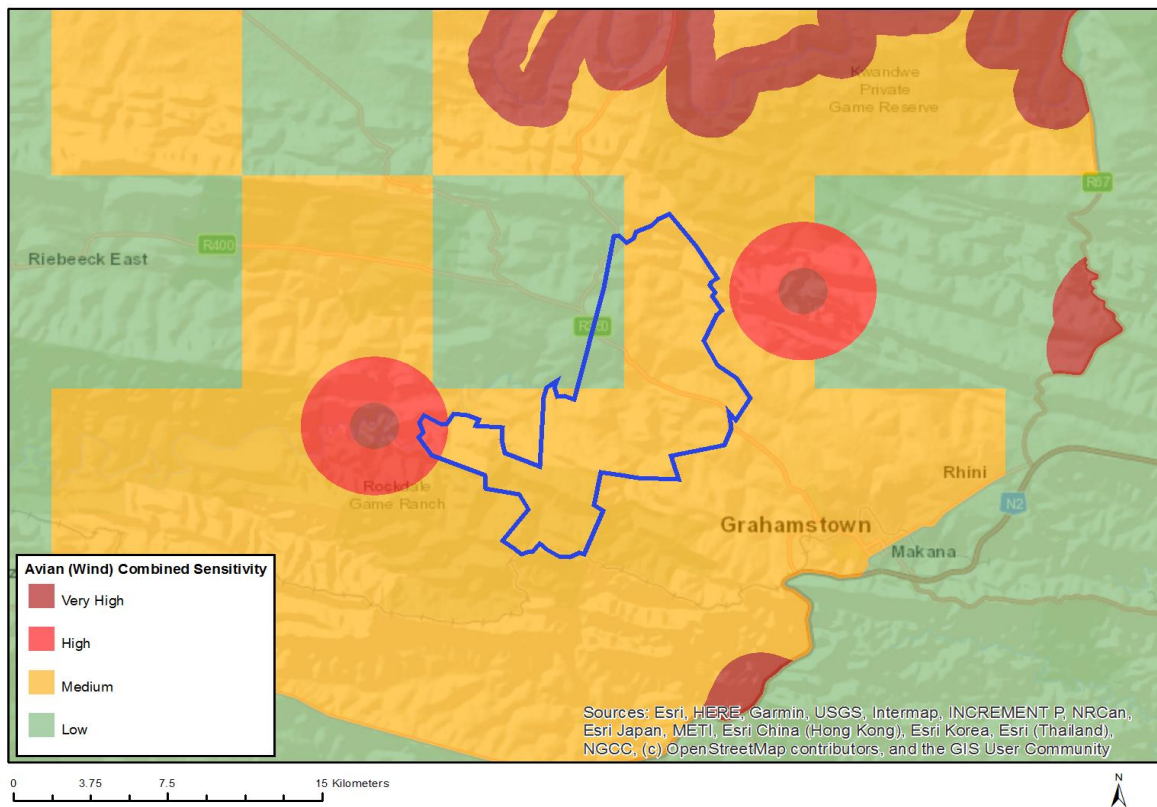 Kwandwe
Private
Game Reserve
R67
R400
Riebeeck East
Rockdale
Game Ranch
Rhini
N2
Grahamstown
Makana
Avian (Wind) Combined Sensitivity
Very High
High
Medium
Low
Sources: Esri, HERE, Garmin, USGS, Intermap, INCREMENT P, NRCan,
Esri Japan, METI, Esri China (Hong Kong), Esri Korea, Esri (Thailand),
NGCC, (c) OpenStreetMap contributors, and the GIS User Community
0 3.75 7.5 15 Kilometers
N